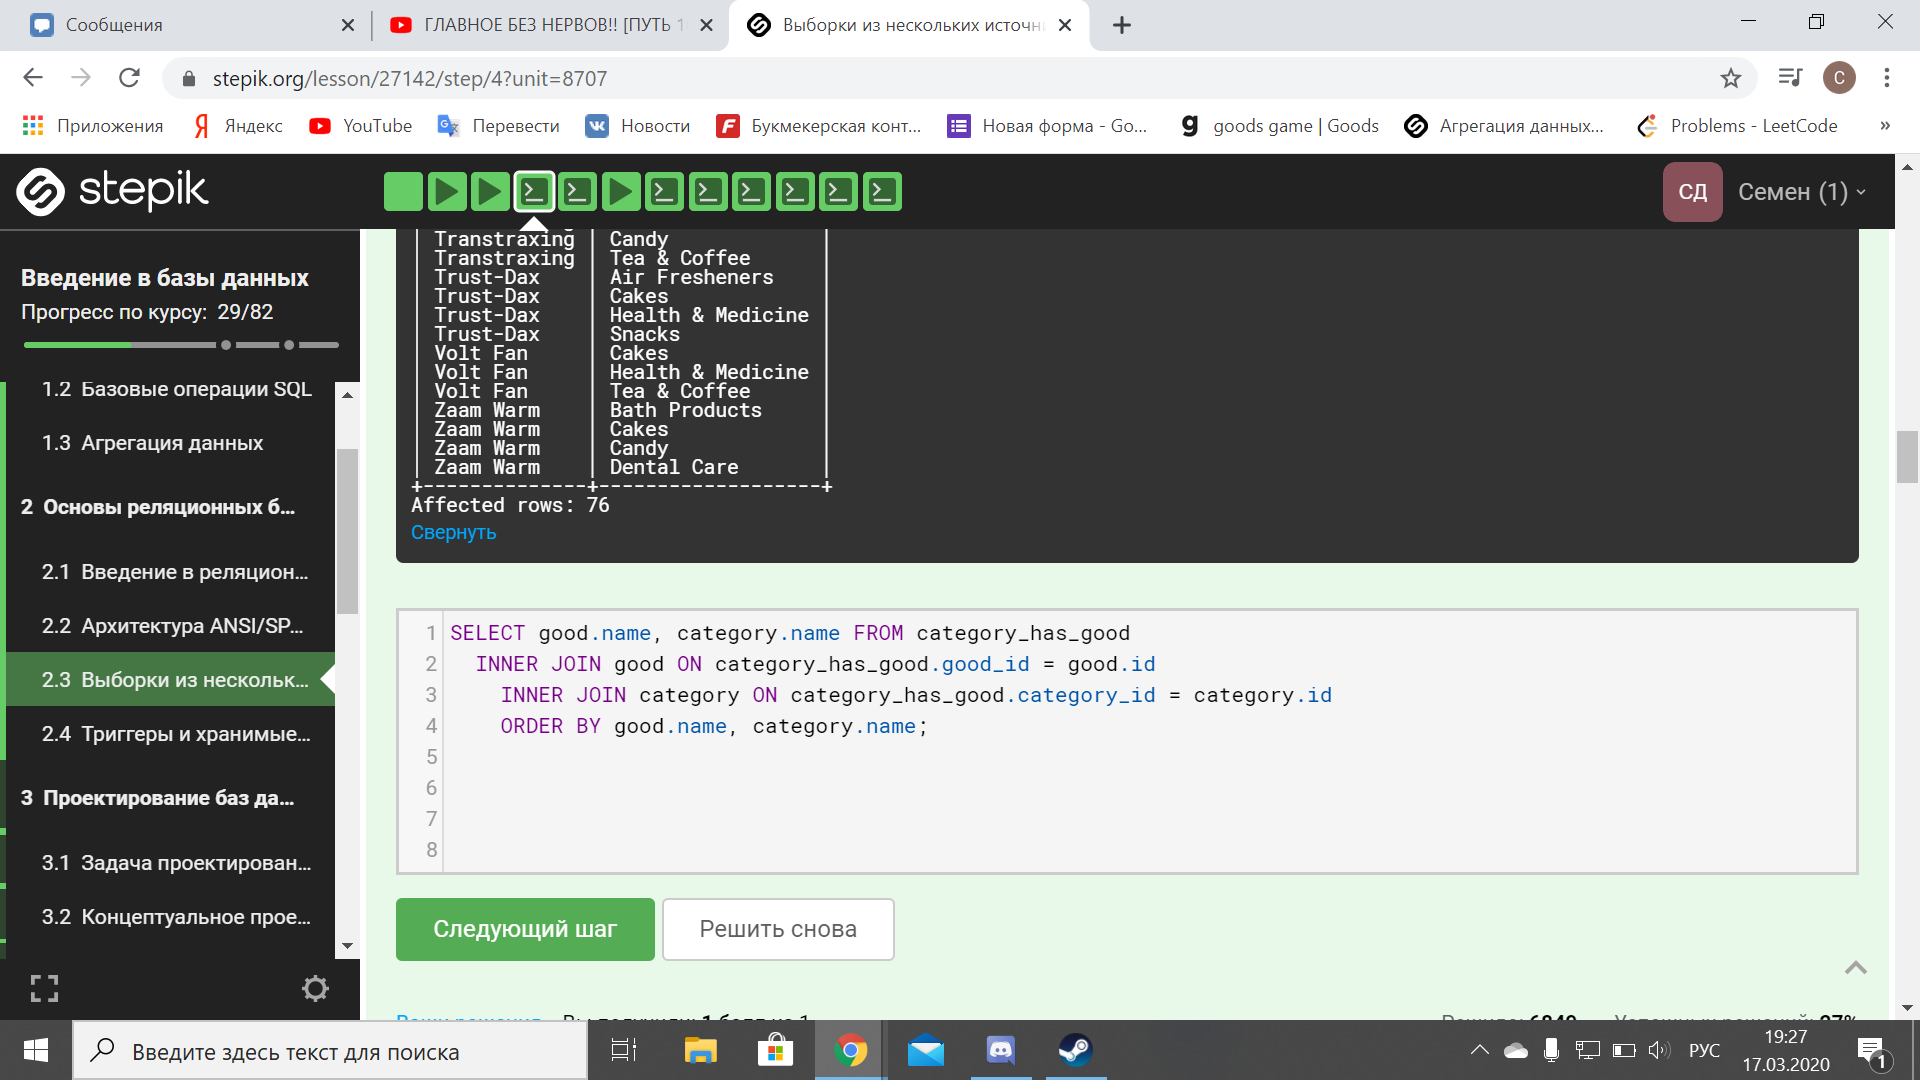 Сообщения
ГЛАВНОЕ БЕЗ НЕРВОВ!! [ПУТЬ 1
Выборки из нескольких источн
stepik.org/lesson/27142/step/4?unit=8707
C
Приложения
Яндекс
YouTube
Перевести
Новости
Букмекерская конт...
Новая форма - Go...
goods game | Goods
Агрегация данных...
Problems - LeetCode
»
stepik
СД
Семен (1)
Введение в базы данных
Прогресс по курсу: 29/82
1.2 Базовые операции SQL
1.3 Агрегация данных
2 Основы реляционных б...
2.1 Введение в реляцион...
2.2 Архитектура ANSI/SP...
2.3 Выборки из нескольк...
2.4 Триггеры и хранимые...
3 Проектирование баз да...
3.1 Задача проектирован...
3.2 Концептуальное прое...
| Transtraxing | Candy |
| Transtraxing | Tea & Coffee |
| Trust-Dax | Air Fresheners |
| Trust-Dax | Cakes |
| Trust-Dax | Health & Medicine |
| Trust-Dax | Snacks |
| Volt Fan | Cakes |
| Volt Fan | Health & Medicine |
| Volt Fan | Tea & Coffee |
| Zaam Warm | Bath Products |
| Zaam Warm | Cakes |
| Zaam Warm | Candy |
| Zaam Warm | Dental Care |
+--------------+-------------------+
Affected rows: 76
Свернуть
1 SELECT good.name, category.name FROM category_has_good
2 INNER JOIN good ON category_has_good.good_id = good.id
3 INNER JOIN category ON category_has_good.category_id = category.id
4 ORDER BY good.name, category.name;
5
6
7
8
Следующий шаг
Решить снова
Введите здесь текст для поиска
РУС
19:27
17.03.2020
1